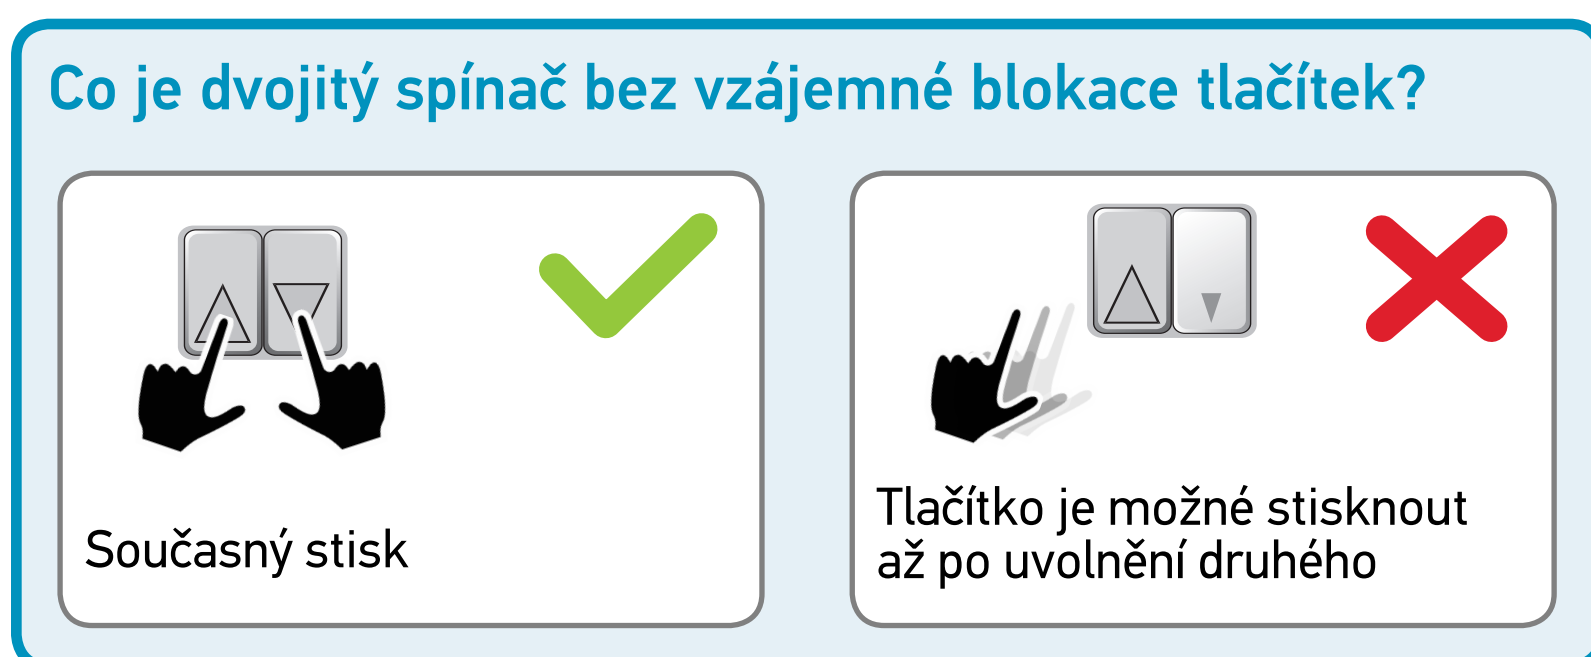 Co je dvojitý spínač bez vzájemné blokace tlačítek?
Současný stisk
Tlačítko je možné stisknout
až po uvolnění druhého